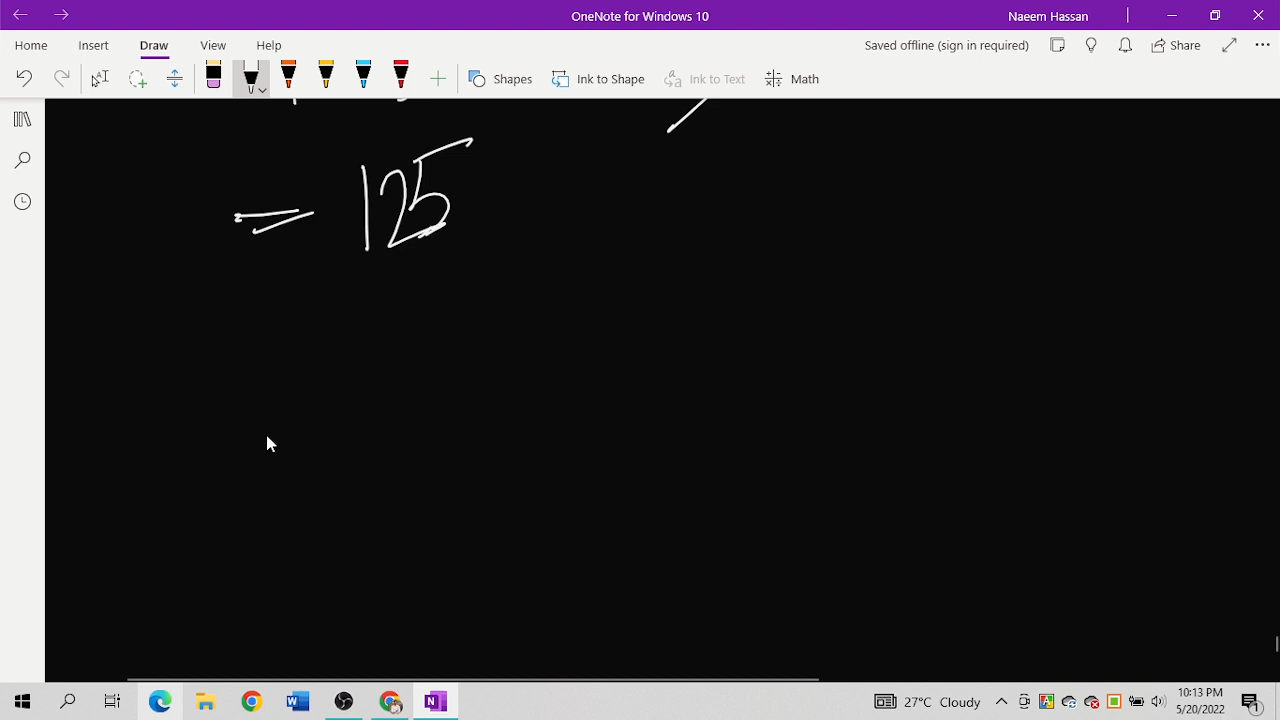 OneNote for Windows 10
Naeem Hassan
Home Insert Draw View Help
Saved offline (sign in required)
Share
Shapes
Ink to Shape
Ink to Text
Math
= 125
27°C Cloudy
10:13 PM
5/20/2022